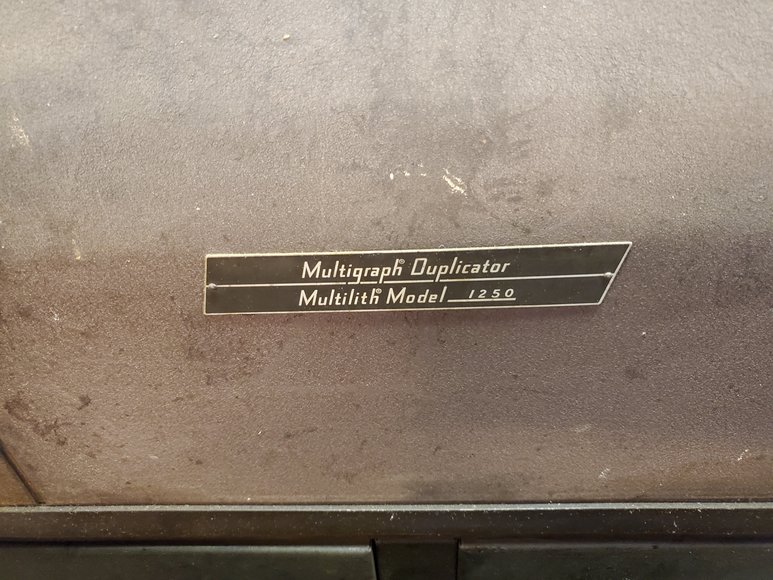 Multigraph® Duplicator
Multilith® Model 1250